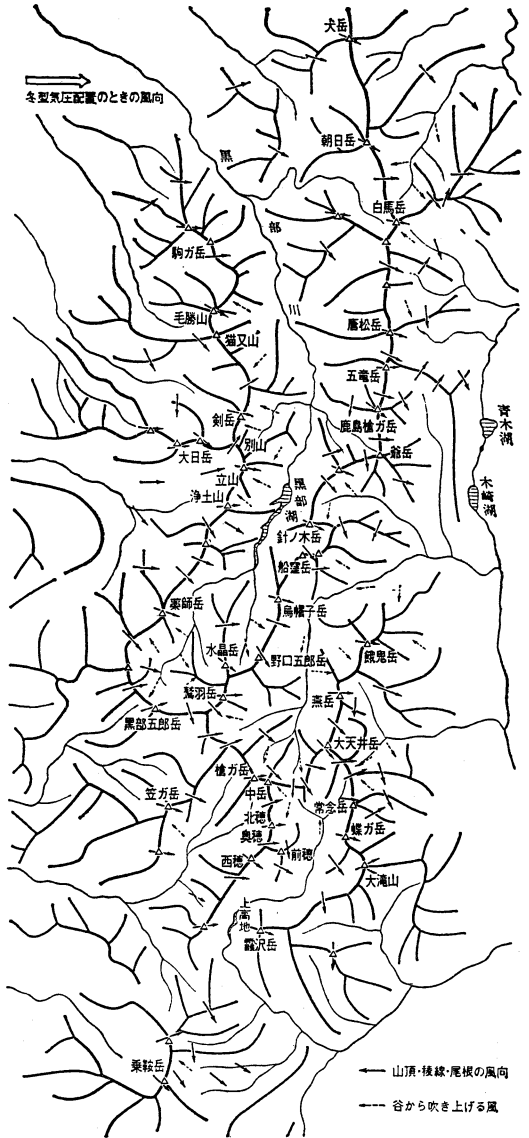 犬岳
冬型気圧配置のときの風向
朝日岳
黒
部
川
白馬岳
駒ガ岳
毛勝山
猫又山
唐松岳
五竜岳
剣岳
鹿島槍ガ岳
青木湖
別山
大日岳
爺岳
立山
浄土山
黒部湖
木崎湖
針ノ木岳
船窪岳
薬師岳
烏帽子岳
水晶岳
野口五郎岳
餓鬼岳
鷲羽岳
燕岳
黒部五郎岳
大天井岳
槍ガ岳
中岳
笠ガ岳
常念岳
北穂
奥穂
蝶ガ岳
西穂
前穂
大滝山
上高地
霞沢岳
乗鞍岳
山頂・稜線・尾根の風向
谷から吹き上げる風